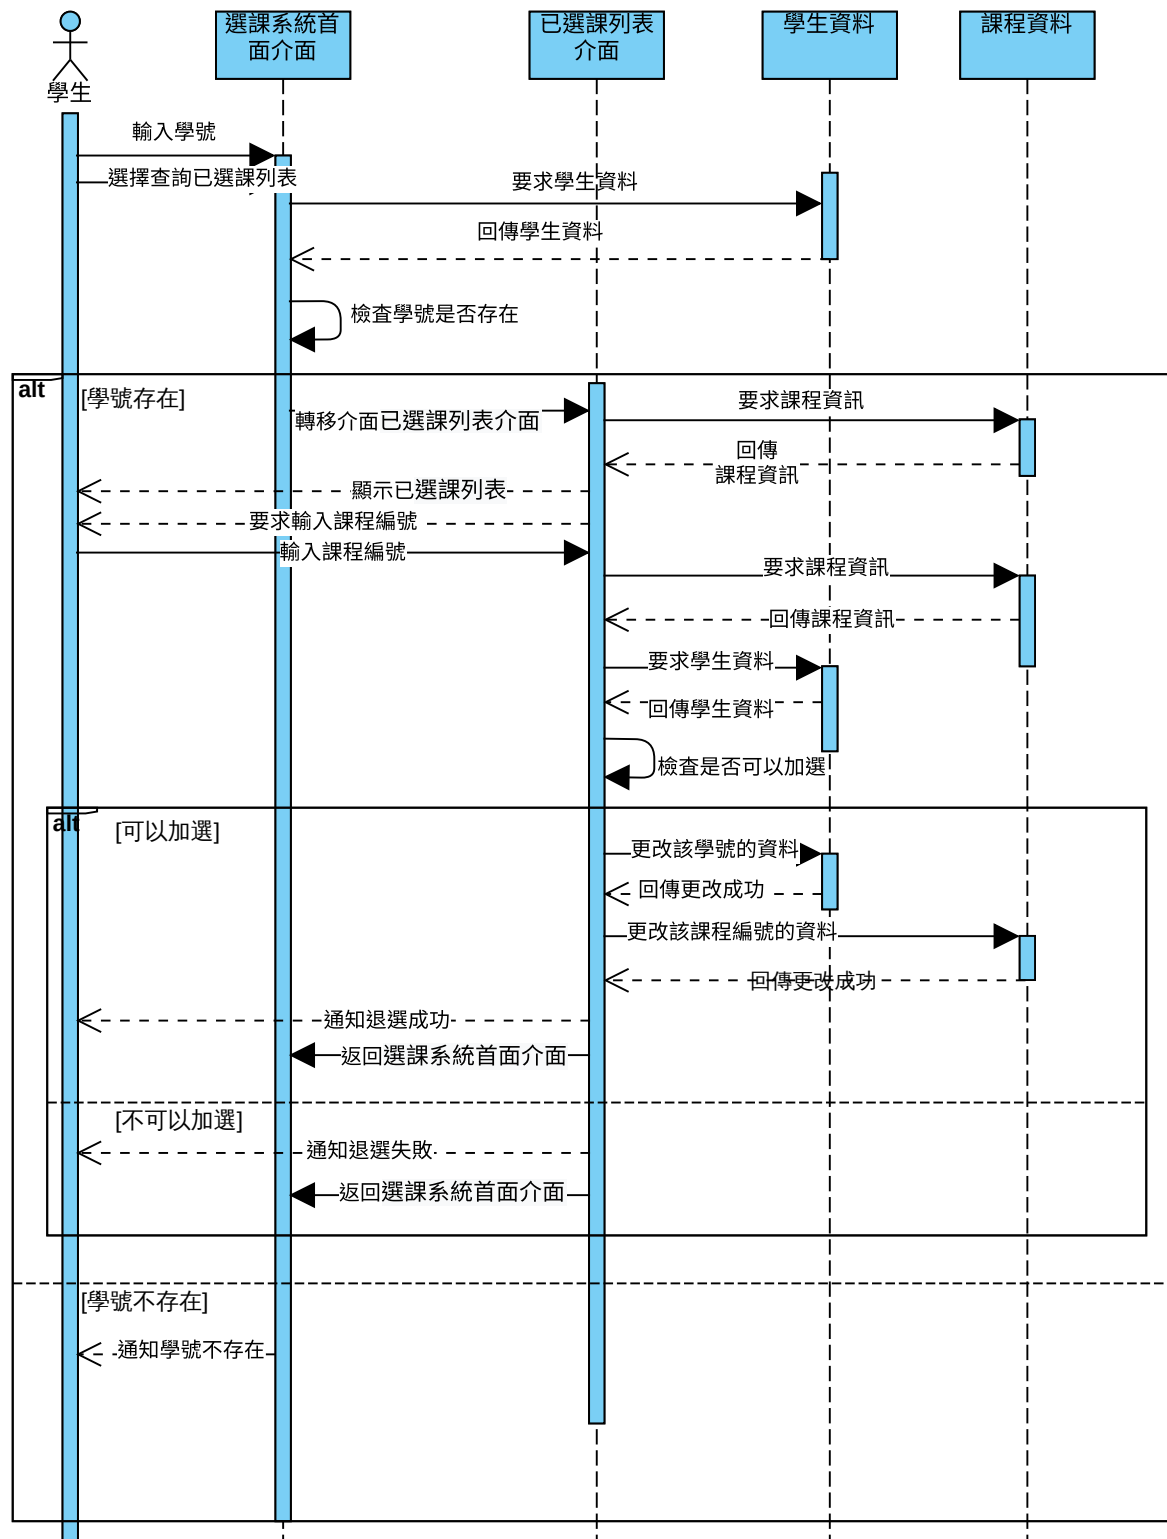 選課系統首
面介面
已選課列表
介面
學生資料
課程資料
學生
輸入學號
選擇查詢已選課列表
要求學生資料
回傳學生資料
檢查學號是否存在
alt
[學號存在]
要求課程資訊
轉移介面已選課列表介面
回傳
課程資訊
顯示已選課列表
要求輸入課程編號
輸入課程編號
要求課程資訊
回傳課程資訊
要求學生資料
回傳學生資料
檢查是否可以加選
alt
[可以加選]
更改該學號的資料
回傳更改成功
更改該課程編號的資料
回傳更改成功
通知退選成功
返回選課系統首面介面
[不可以加選]
通知退選失敗
返回選課系統首面介面
[學號不存在]
通知學號不存在